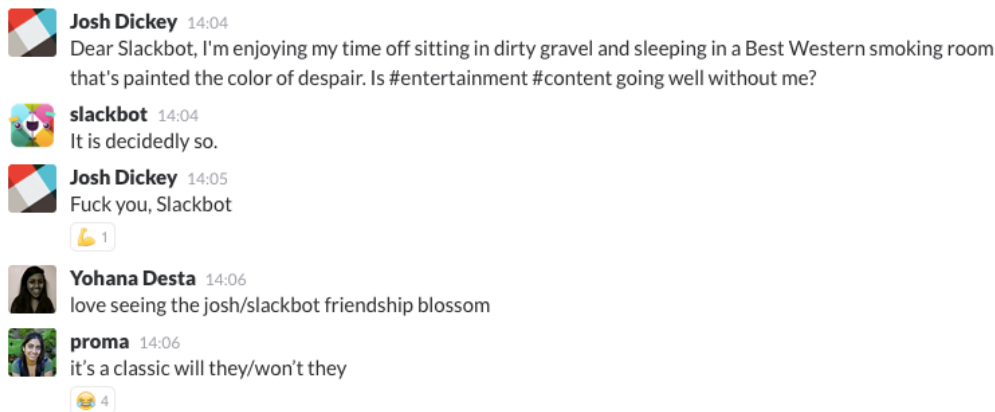 Josh Dickey 14:04
Dear Slackbot, I'm enjoying my time off sitting in dirty gravel and sleeping in a Best Western smoking room
that's painted the color of despair. Is #entertainment #content going well without me?
slackbot 14:04
It is decidedly so.
Josh Dickey 14:05
Fuck you, Slackbot
💪 1
Yohana Desta 14:06
love seeing the josh/slackbot friendship blossom
proma 14:06
it’s a classic will they/won’t they
😂 4